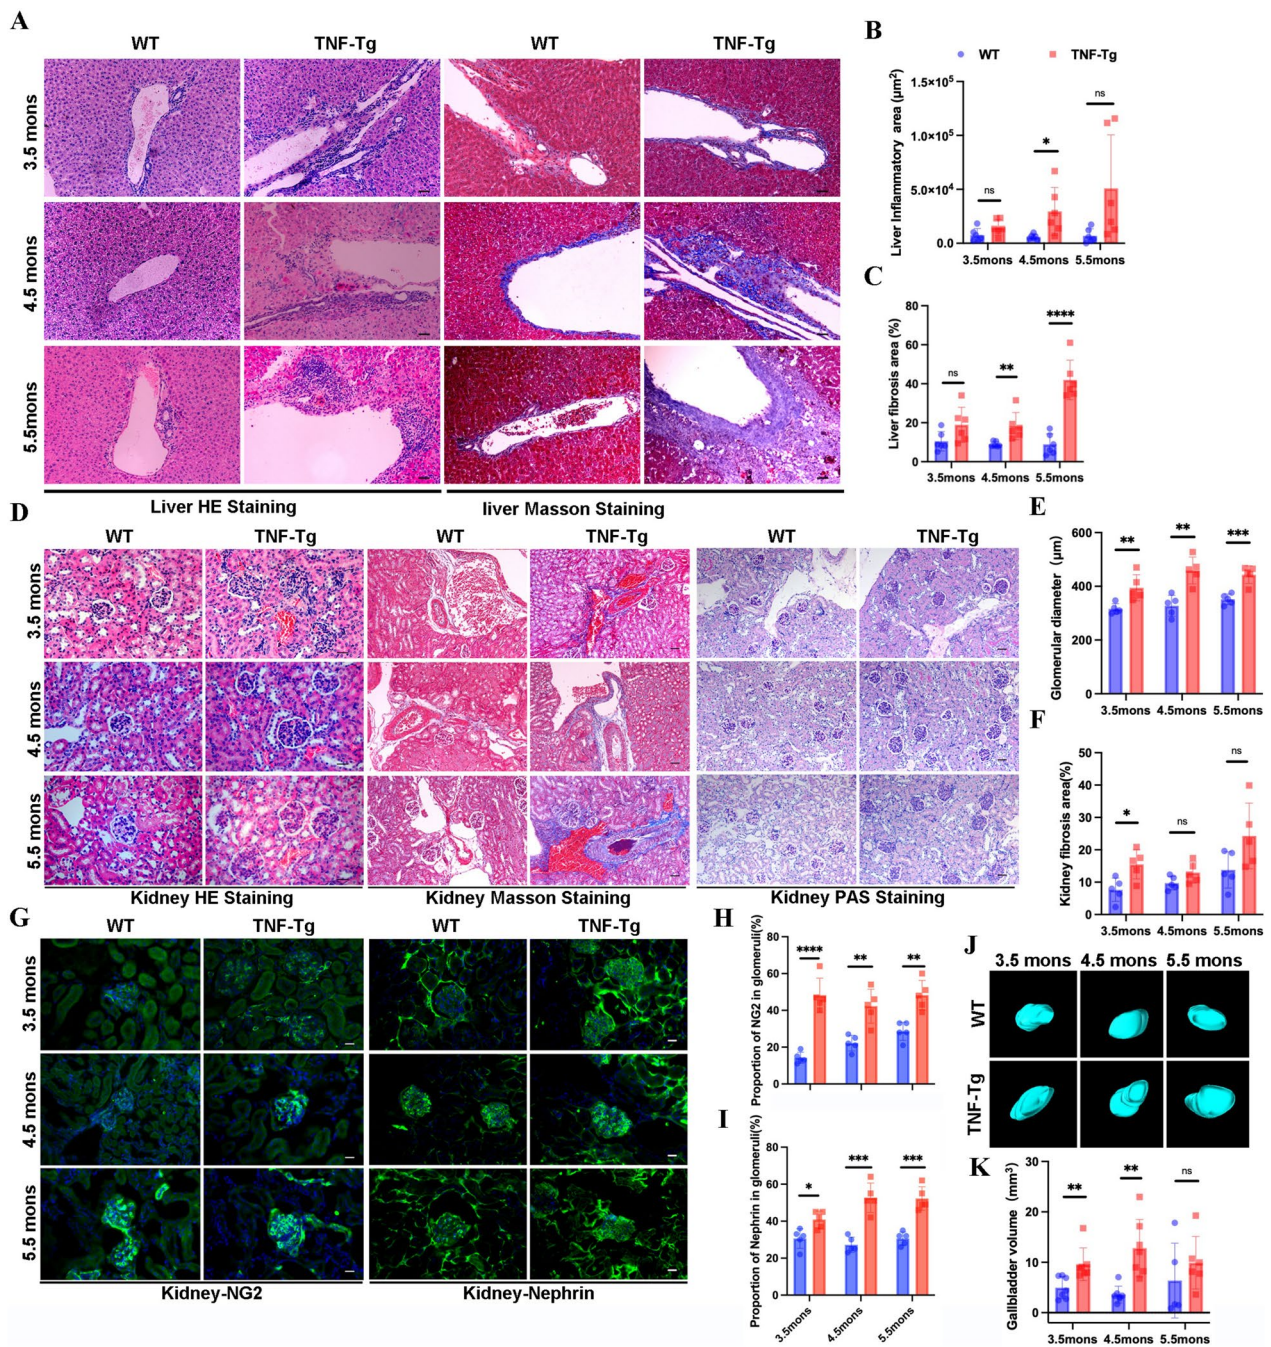 A
WT
TNF-Tg
WT
TNF-Tg
3.5 mons
4.5 mons
5.5mons
Liver HE Staining
liver Masson Staining
B
WT
TNF-Tg
Liver Inflammatory area (μm²)
1.5×10⁵
1.0×10⁵
5.0×10⁴
0.0
ns
*
ns
3.5mons
4.5mons
5.5mons
C
Liver fibrosis area (%)
80
60
40
20
0
ns
**
****
3.5mons
4.5mons
5.5mons
D
WT
TNF-Tg
WT
TNF-Tg
WT
TNF-Tg
3.5 mons
4.5 mons
5.5 mons
Kidney HE Staining
Kidney Masson Staining
Kidney PAS Staining
E
Glomerular diameter (μm)
600
400
200
0
**
**
***
3.5mons
4.5mons
5.5mons
F
Kidney fibrosis area(%)
50
40
30
20
10
0
*
ns
ns
3.5mons
4.5mons
5.5mons
G
WT
TNF-Tg
WT
TNF-Tg
3.5 mons
4.5 mons
5.5 mons
Kidney-NG2
Kidney-Nephrin
H
Proportion of NG2 in glomeruli(%)
80
60
40
20
0
****
**
**
I
Proportion of Nephrin in glomeruli(%)
80
60
40
20
0
*
***
***
3.5mons
4.5mons
5.5mons
J
3.5 mons
4.5 mons
5.5 mons
WT
TNF-Tg
K
Gallbladder volume (mm³)
30
20
10
0
**
**
ns
3.5mons
4.5mons
5.5mons